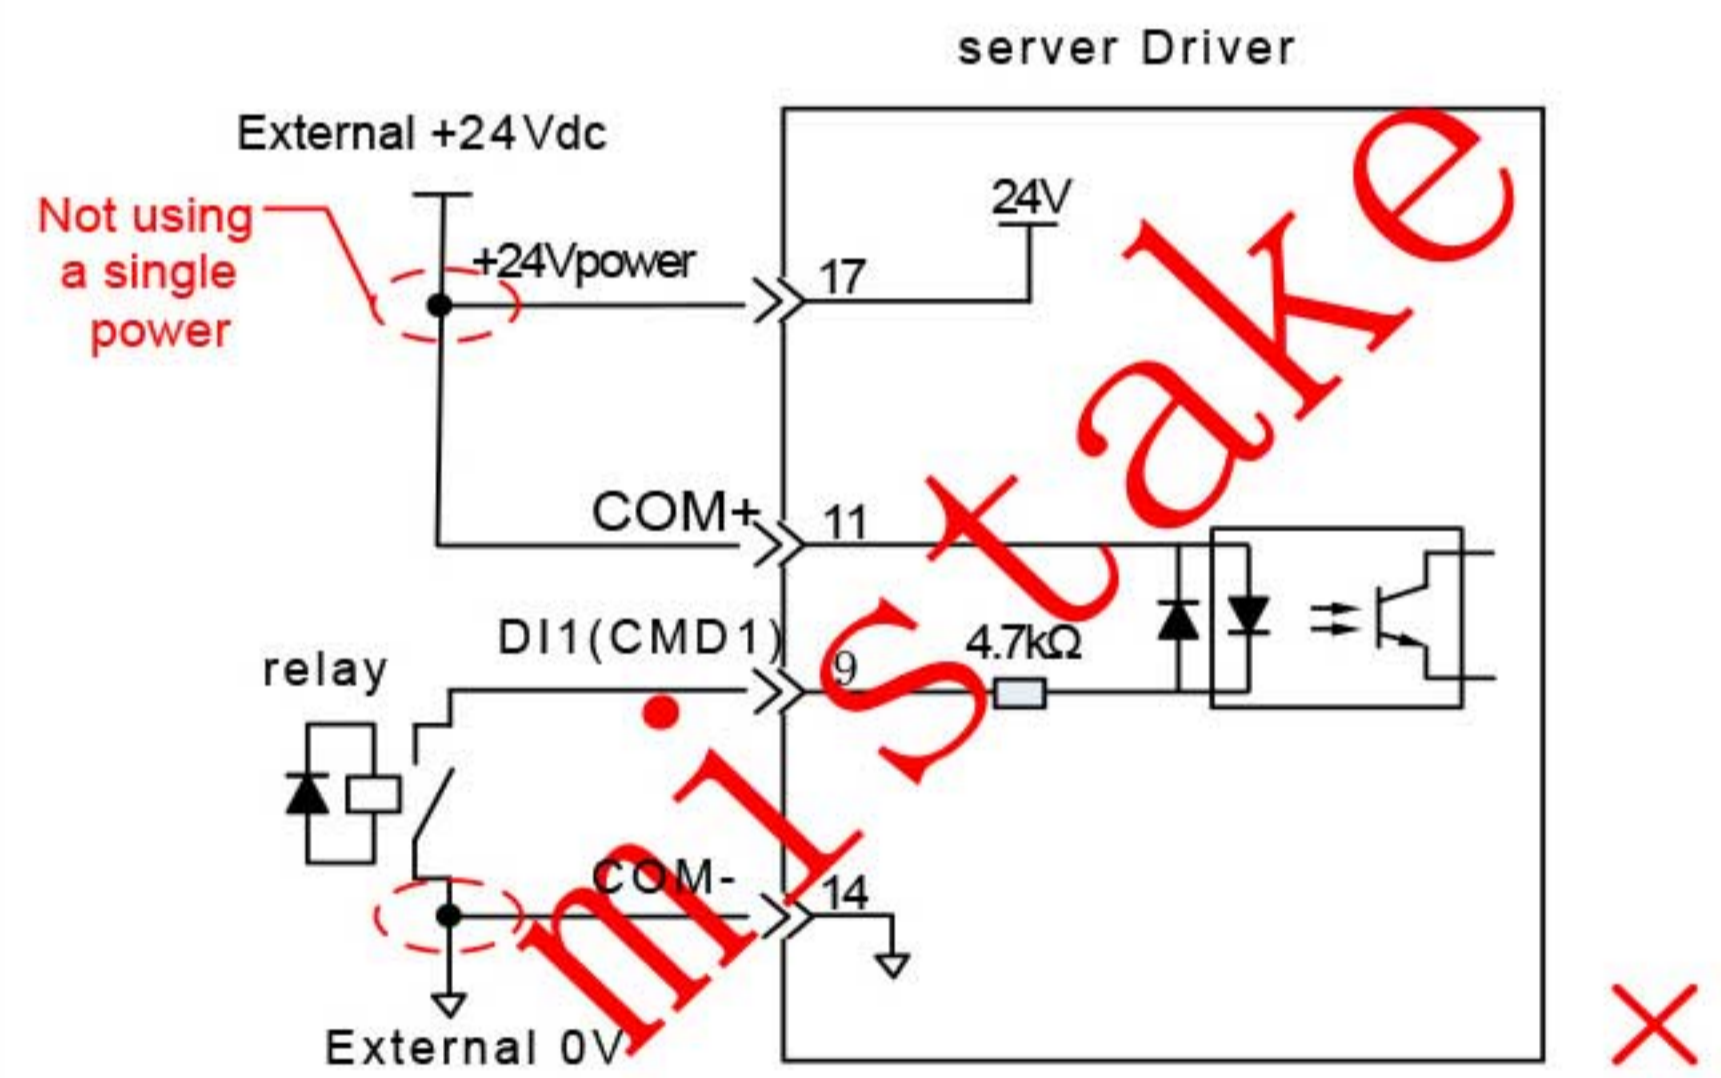 server Driver
External +24Vdc
24V
Not using
a single
power
+24Vpower
17
COM+
11
DI1(CMD1)
9
4.7kΩ
relay
COM-
14
External 0V
mistake